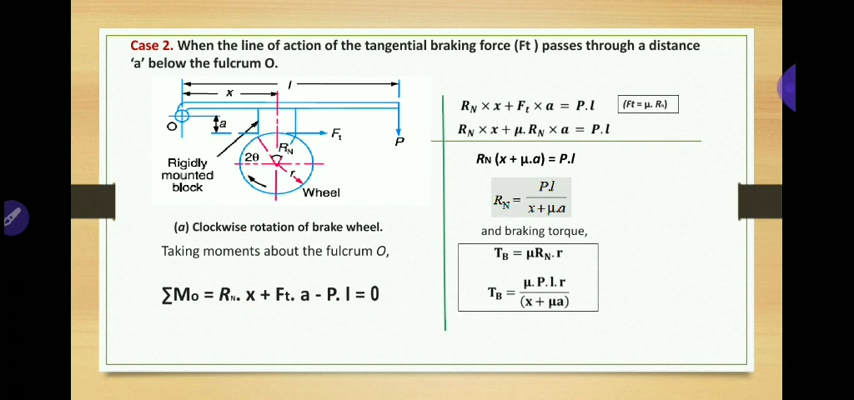 Case 2. When the line of action of the tangential braking force (Ft ) passes through a distance
‘a’ below the fulcrum O.
l
x
O
a
Ft
P
RN
2θ
r
Rigidly
mounted
block
Wheel
(a) Clockwise rotation of brake wheel.
Taking moments about the fulcrum O,
∑Mo = RN. x + Ft. a - P. l = 0
RN × x + Ft × a = P.l
(Ft = μ. RN)
RN × x + μ.RN × a = P.l
RN (x + μ.a) = P.l
RN = P.l / x+μ.a
and braking torque,
TB = μRN. r
TB = μ. P. l. r / (x + μa)